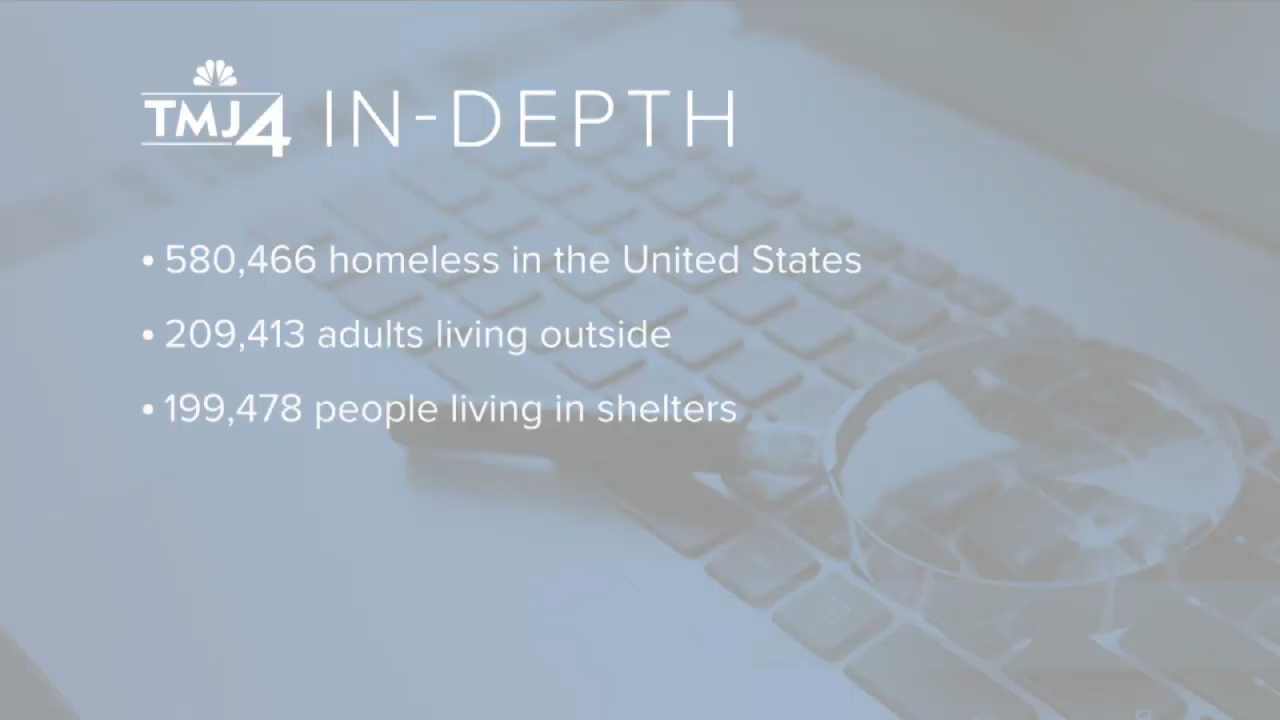 TMJ4 IN-DEPTH
• 580,466 homeless in the United States
• 209,413 adults living outside
• 199,478 people living in shelters